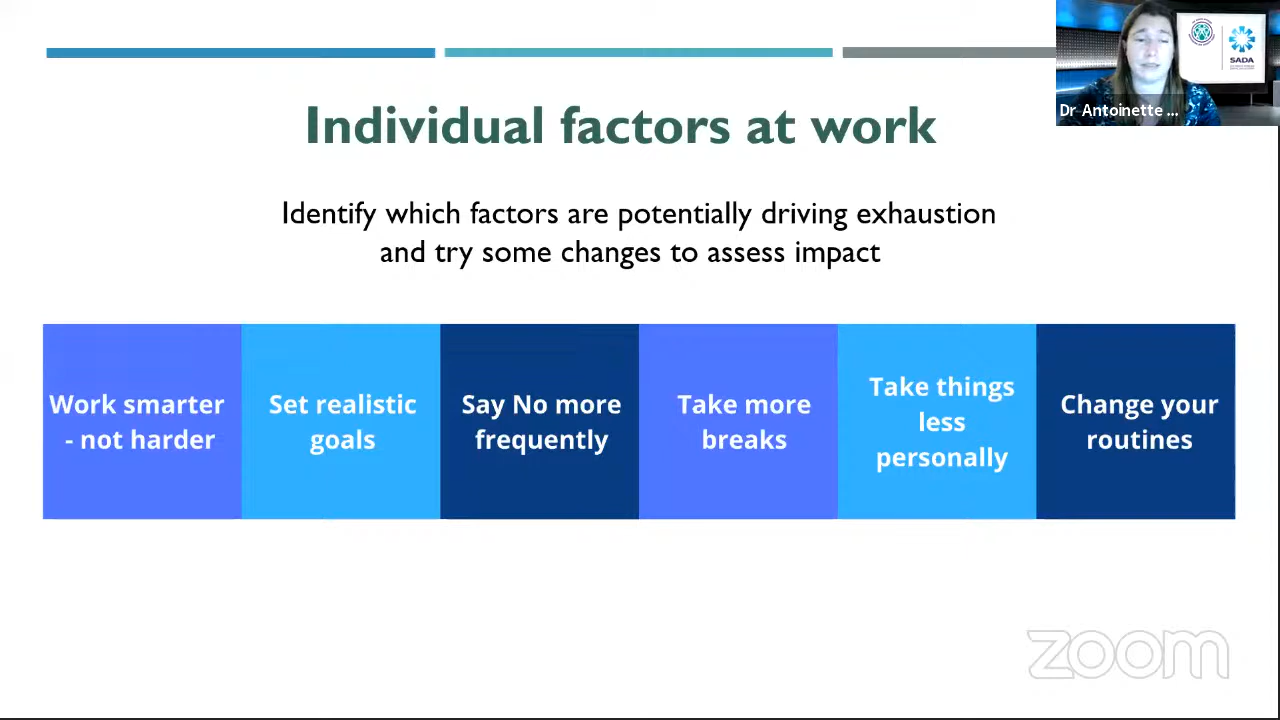 SADA
Dr Antoinette ...
Individual factors at work
Identify which factors are potentially driving exhaustion
and try some changes to assess impact
Work smarter
- not harder
Set realistic
goals
Say No more
frequently
Take more
breaks
Take things
less
personally
Change your
routines
zoom